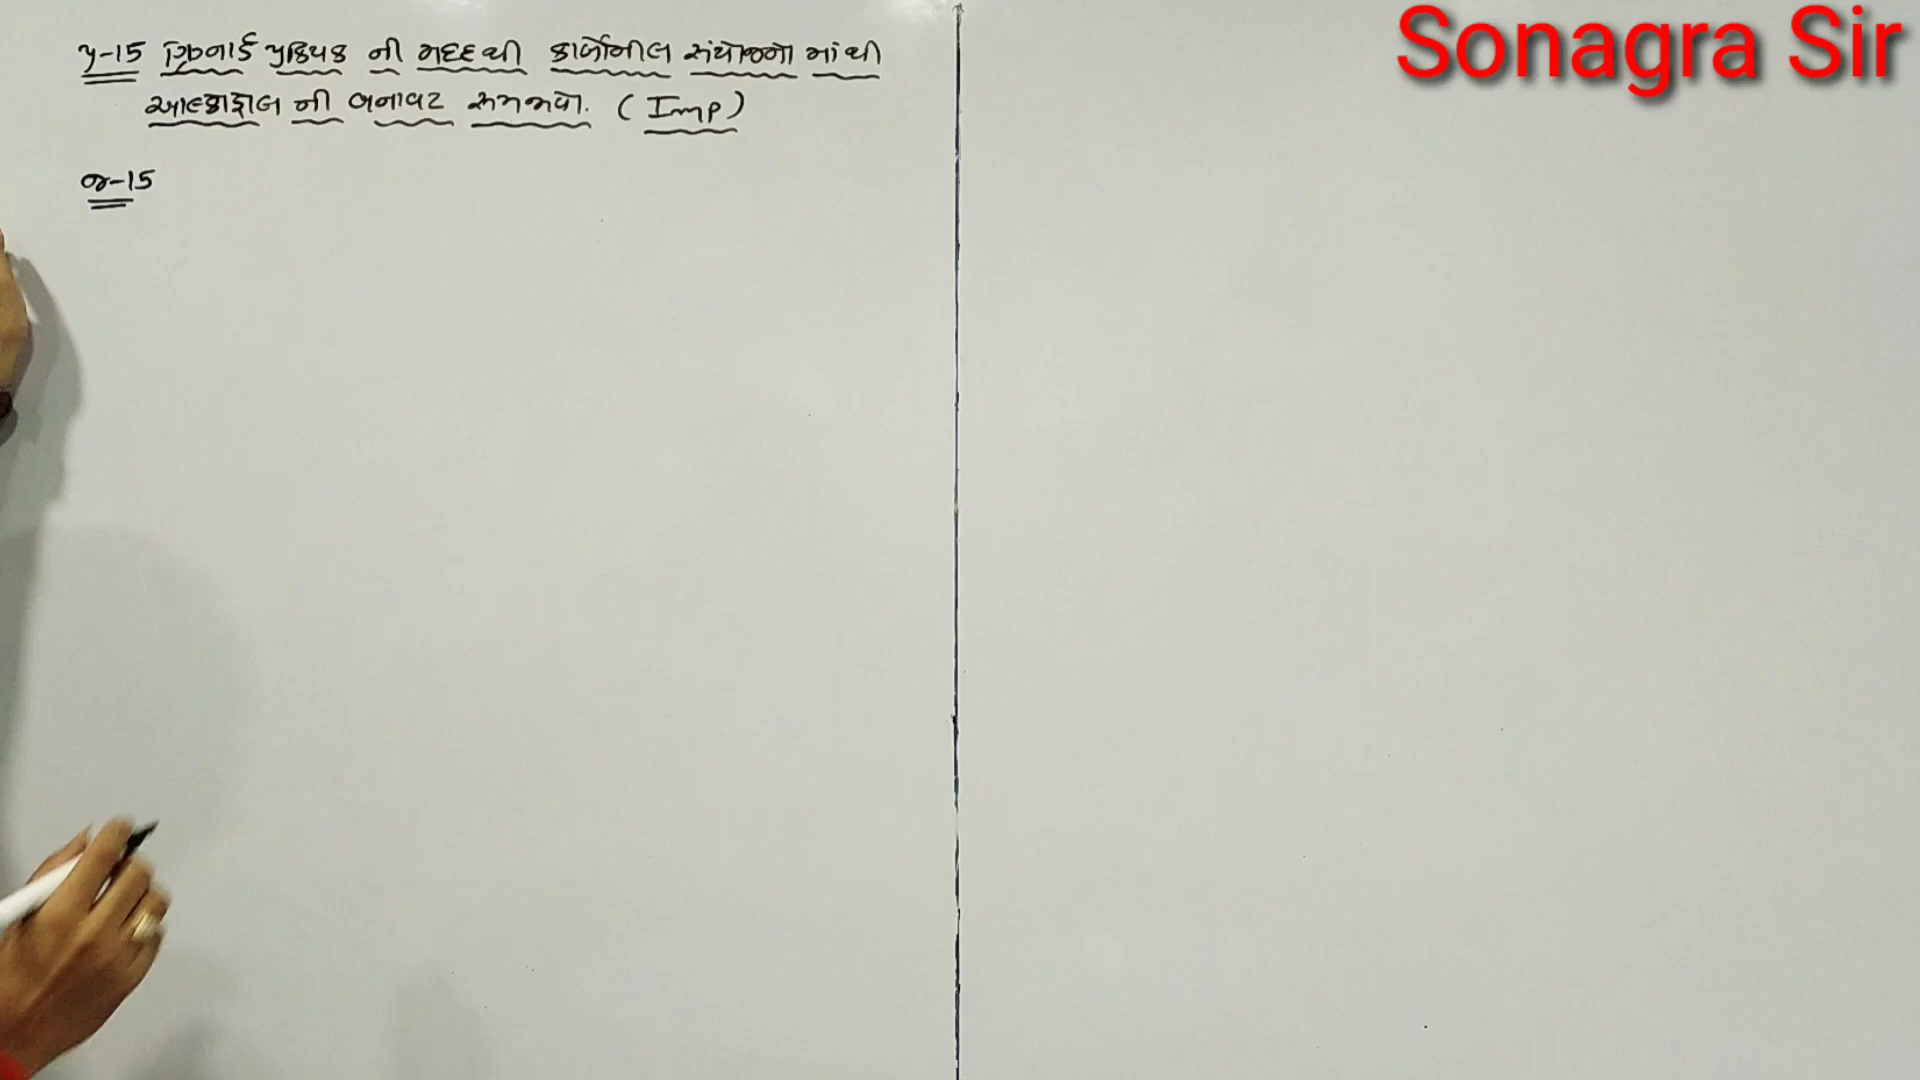 પ્ર-15 ગ્રિગ્નાર્ડ પ્રક્રિયક ની મદદથી કાર્બોનીલ સંયોજનો માંથી
આલ્કોહોલ ની બનાવટ સમજાવો. (Imp)
જ-15
Sonagra Sir